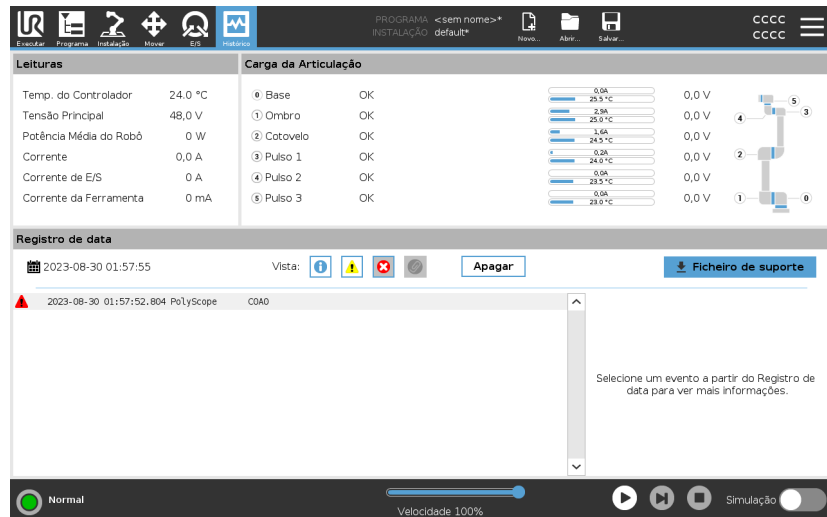 UR
PROGRAMA <sem nome>*
INSTALAÇÃO default*
Executar Programa Instalação Mover E/S Histórico
Novo... Abrir... Salvar...
CCCC
CCCC
Leituras
Temp. do Controlador 24.0 °C
Tensão Principal 48,0 V
Potência Média do Robô 0 W
Corrente 0,0 A
Corrente de E/S 0 A
Corrente da Ferramenta 0 mA
Carga da Articulação
0 Base OK 0,0A 25.5 °C 0,0 V
1 Ombro OK 2,9A 25.0 °C 0,0 V
2 Cotovelo OK 1,6A 24.5 °C 0,0 V
3 Pulso 1 OK 0,2A 24.0 °C 0,0 V
4 Pulso 2 OK 0,0A 23.5 °C 0,0 V
5 Pulso 3 OK 0,0A 23.0 °C 0,0 V
5
4 3
2
1 0
Registro de data
2023-08-30 01:57:55 Vista: Apagar Ficheiro de suporte
2023-08-30 01:57:52.804 PolyScope C0A0
Selecione um evento a partir do Registro de
data para ver mais informações.
Normal
Velocidade 100%
Simulação